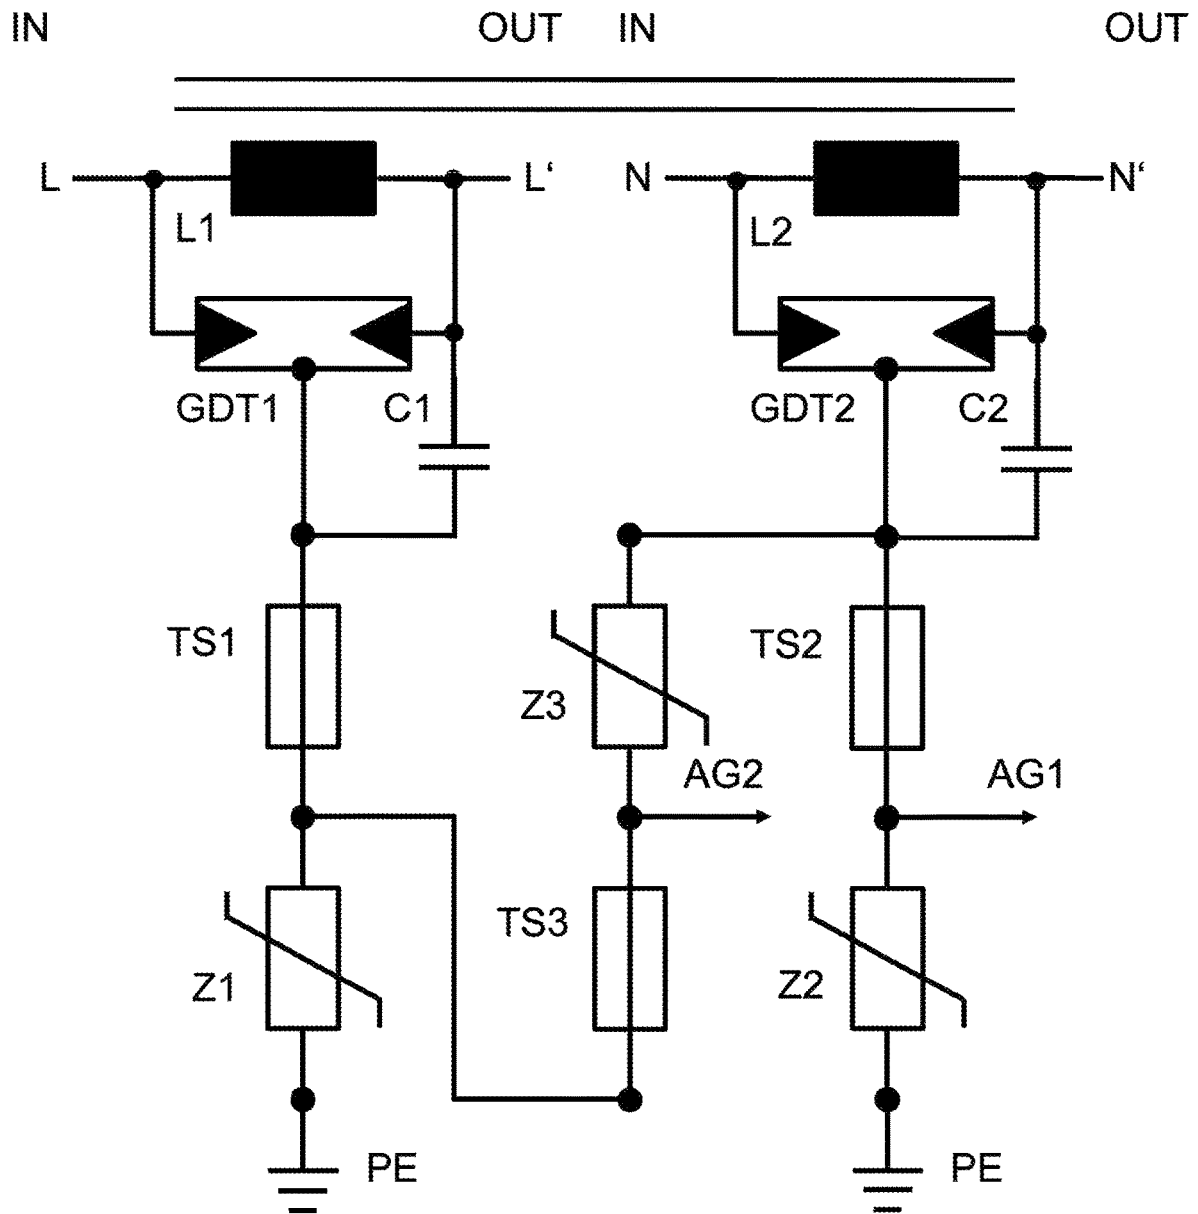 IN OUT IN OUT
L L' N N'
L1 L2
GDT1 C1 GDT2 C2
TS1 TS2
Z3
AG2 AG1
TS3
Z1 Z2
PE PE